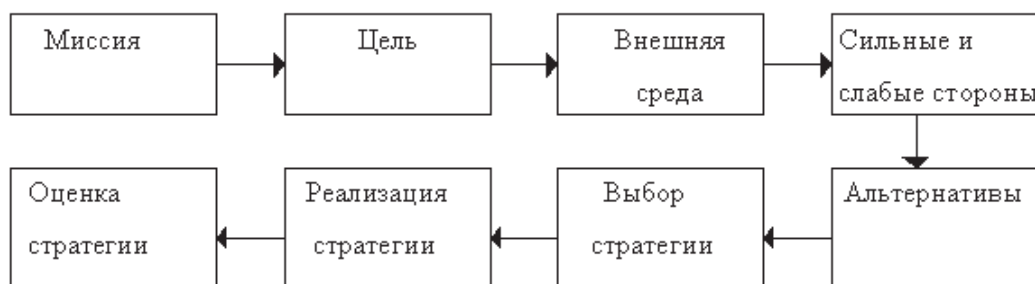 Миссия
Цель
Внешняя
среда
Сильные и
слабые стороны
Альтернативы
Выбор
стратегии
Реализация
стратегии
Оценка
стратегии